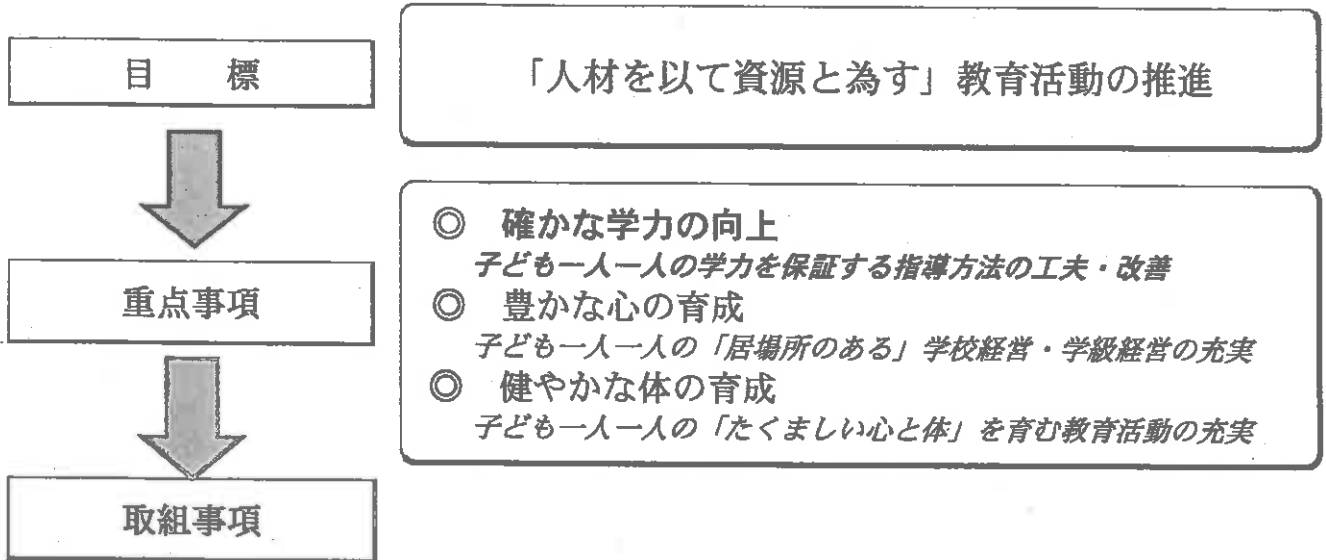 目　標
「人材を以て資源と為す」教育活動の推進
重点事項
◎　確かな学力の向上
子ども一人一人の学力を保証する指導方法の工夫・改善
◎　豊かな心の育成
子ども一人一人の「居場所のある」学校経営・学級経営の充実
◎　健やかな体の育成
子ども一人一人の「たくましい心と体」を育む教育活動の充実
取組事項